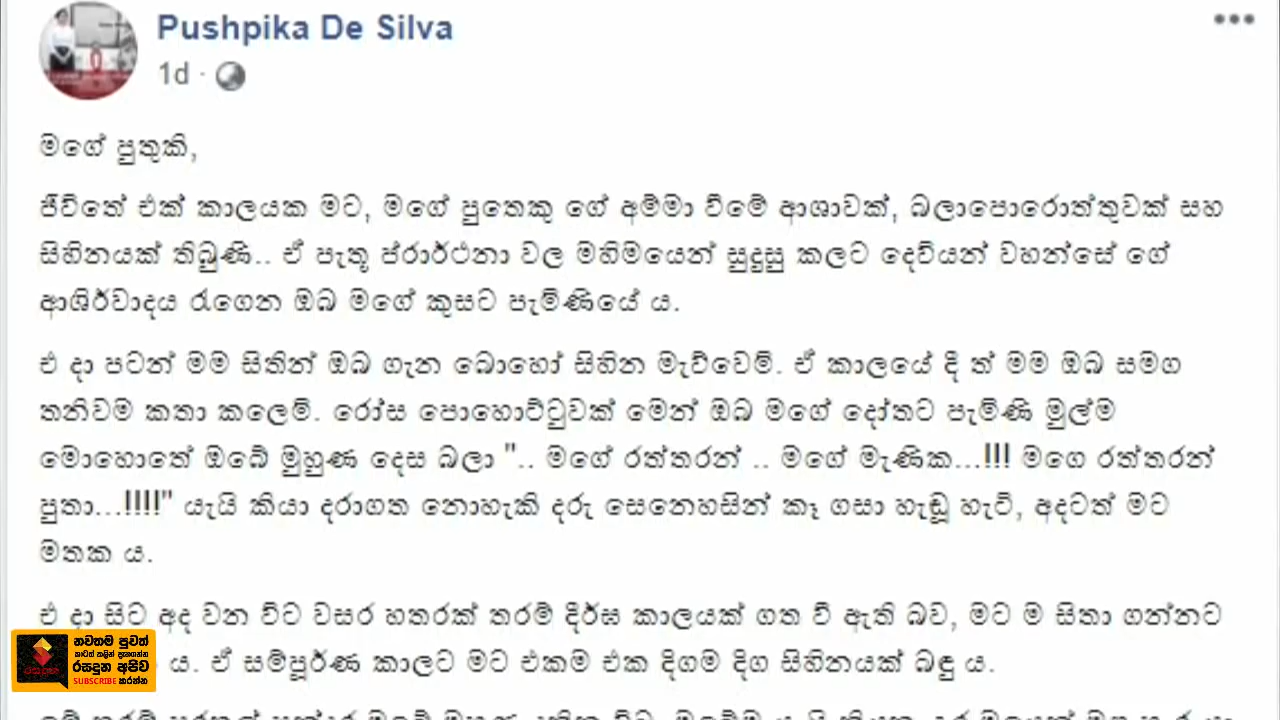 Pushpika De Silva
1d ·
මගේ පුතුකි,
ජීවිතේ එක් කාලයක මට, මගේ පුතෙකු ගේ අම්මා වීමේ ආශාවක්, බලාපොරොත්තුවක් සහ
සිහිනයක් තිබුණි.. ඒ පැතූ ප්රාර්ථනා වල මහිමයෙන් සුදුසු කලට දෙවියන් වහන්සේ ගේ
ආශිර්වාදය රැගෙන ඔබ මගේ කුසට පැමිණියේ ය.
එ දා පටන් මම සිතින් ඔබ ගැන බොහෝ සිහින මැව්වෙමි. ඒ කාලයේ දි ත් මම ඔබ සමග
තනිවම කතා කලෙමි. රෝස පොහොට්ටුවක් මෙන් ඔබ මගේ දෝතට පැමිණි මුල්ම
මොහොතේ ඔබේ මුහුණ දෙස බලා ".. මගේ රත්තරන් .. මගේ මැණික...!!! මගෙ රත්තරන්
පුතා...!!!!" යැයි කියා දරාගත නොහැකි දරු සෙනෙහසින් කෑ ගසා හැඬූ හැටි, අදටත් මට
මතක ය.
එ දා සිට අද වන විට වසර හතරක් තරම් දිර්ඝ කාලයක් ගත වී ඇති බව, මට ම සිතා ගන්නට
ය. ඒ සම්පූර්ණ කාලට මට එකම එක දිගම දිග සිහිනයක් බඳු ය.
නවතම පුවත්
රසදුන අපිව
SUBSCRIBE කරන්න